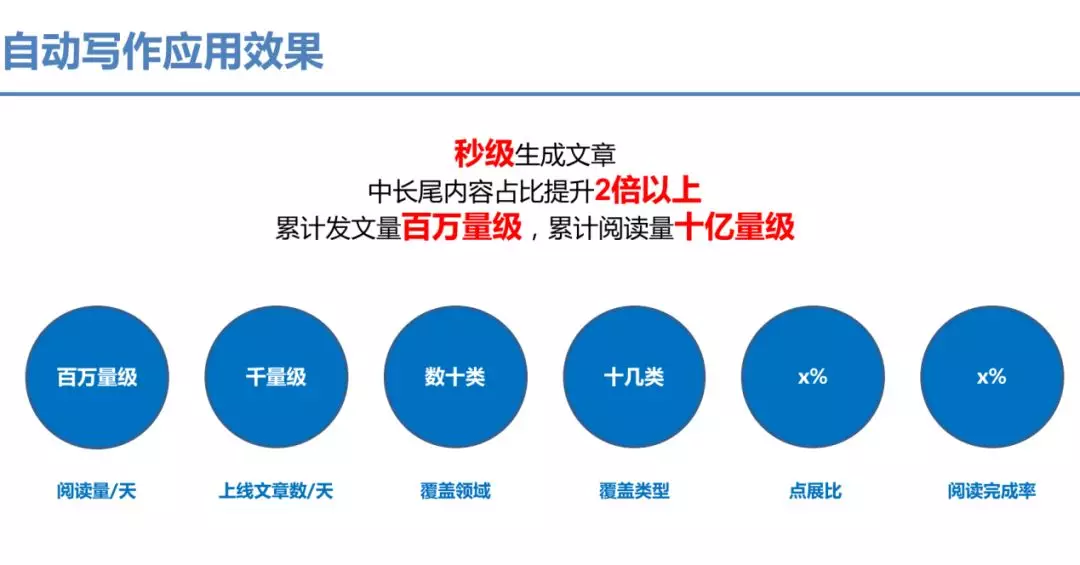 自动写作应用效果
秒级生成文章
中长尾内容占比提升2倍以上
累计发文量百万量级，累计阅读量十亿量级
百万量级
千量级
数十类
十几类
x%
x%
阅读量/天
上线文章数/天
覆盖领域
覆盖类型
点展比
阅读完成率